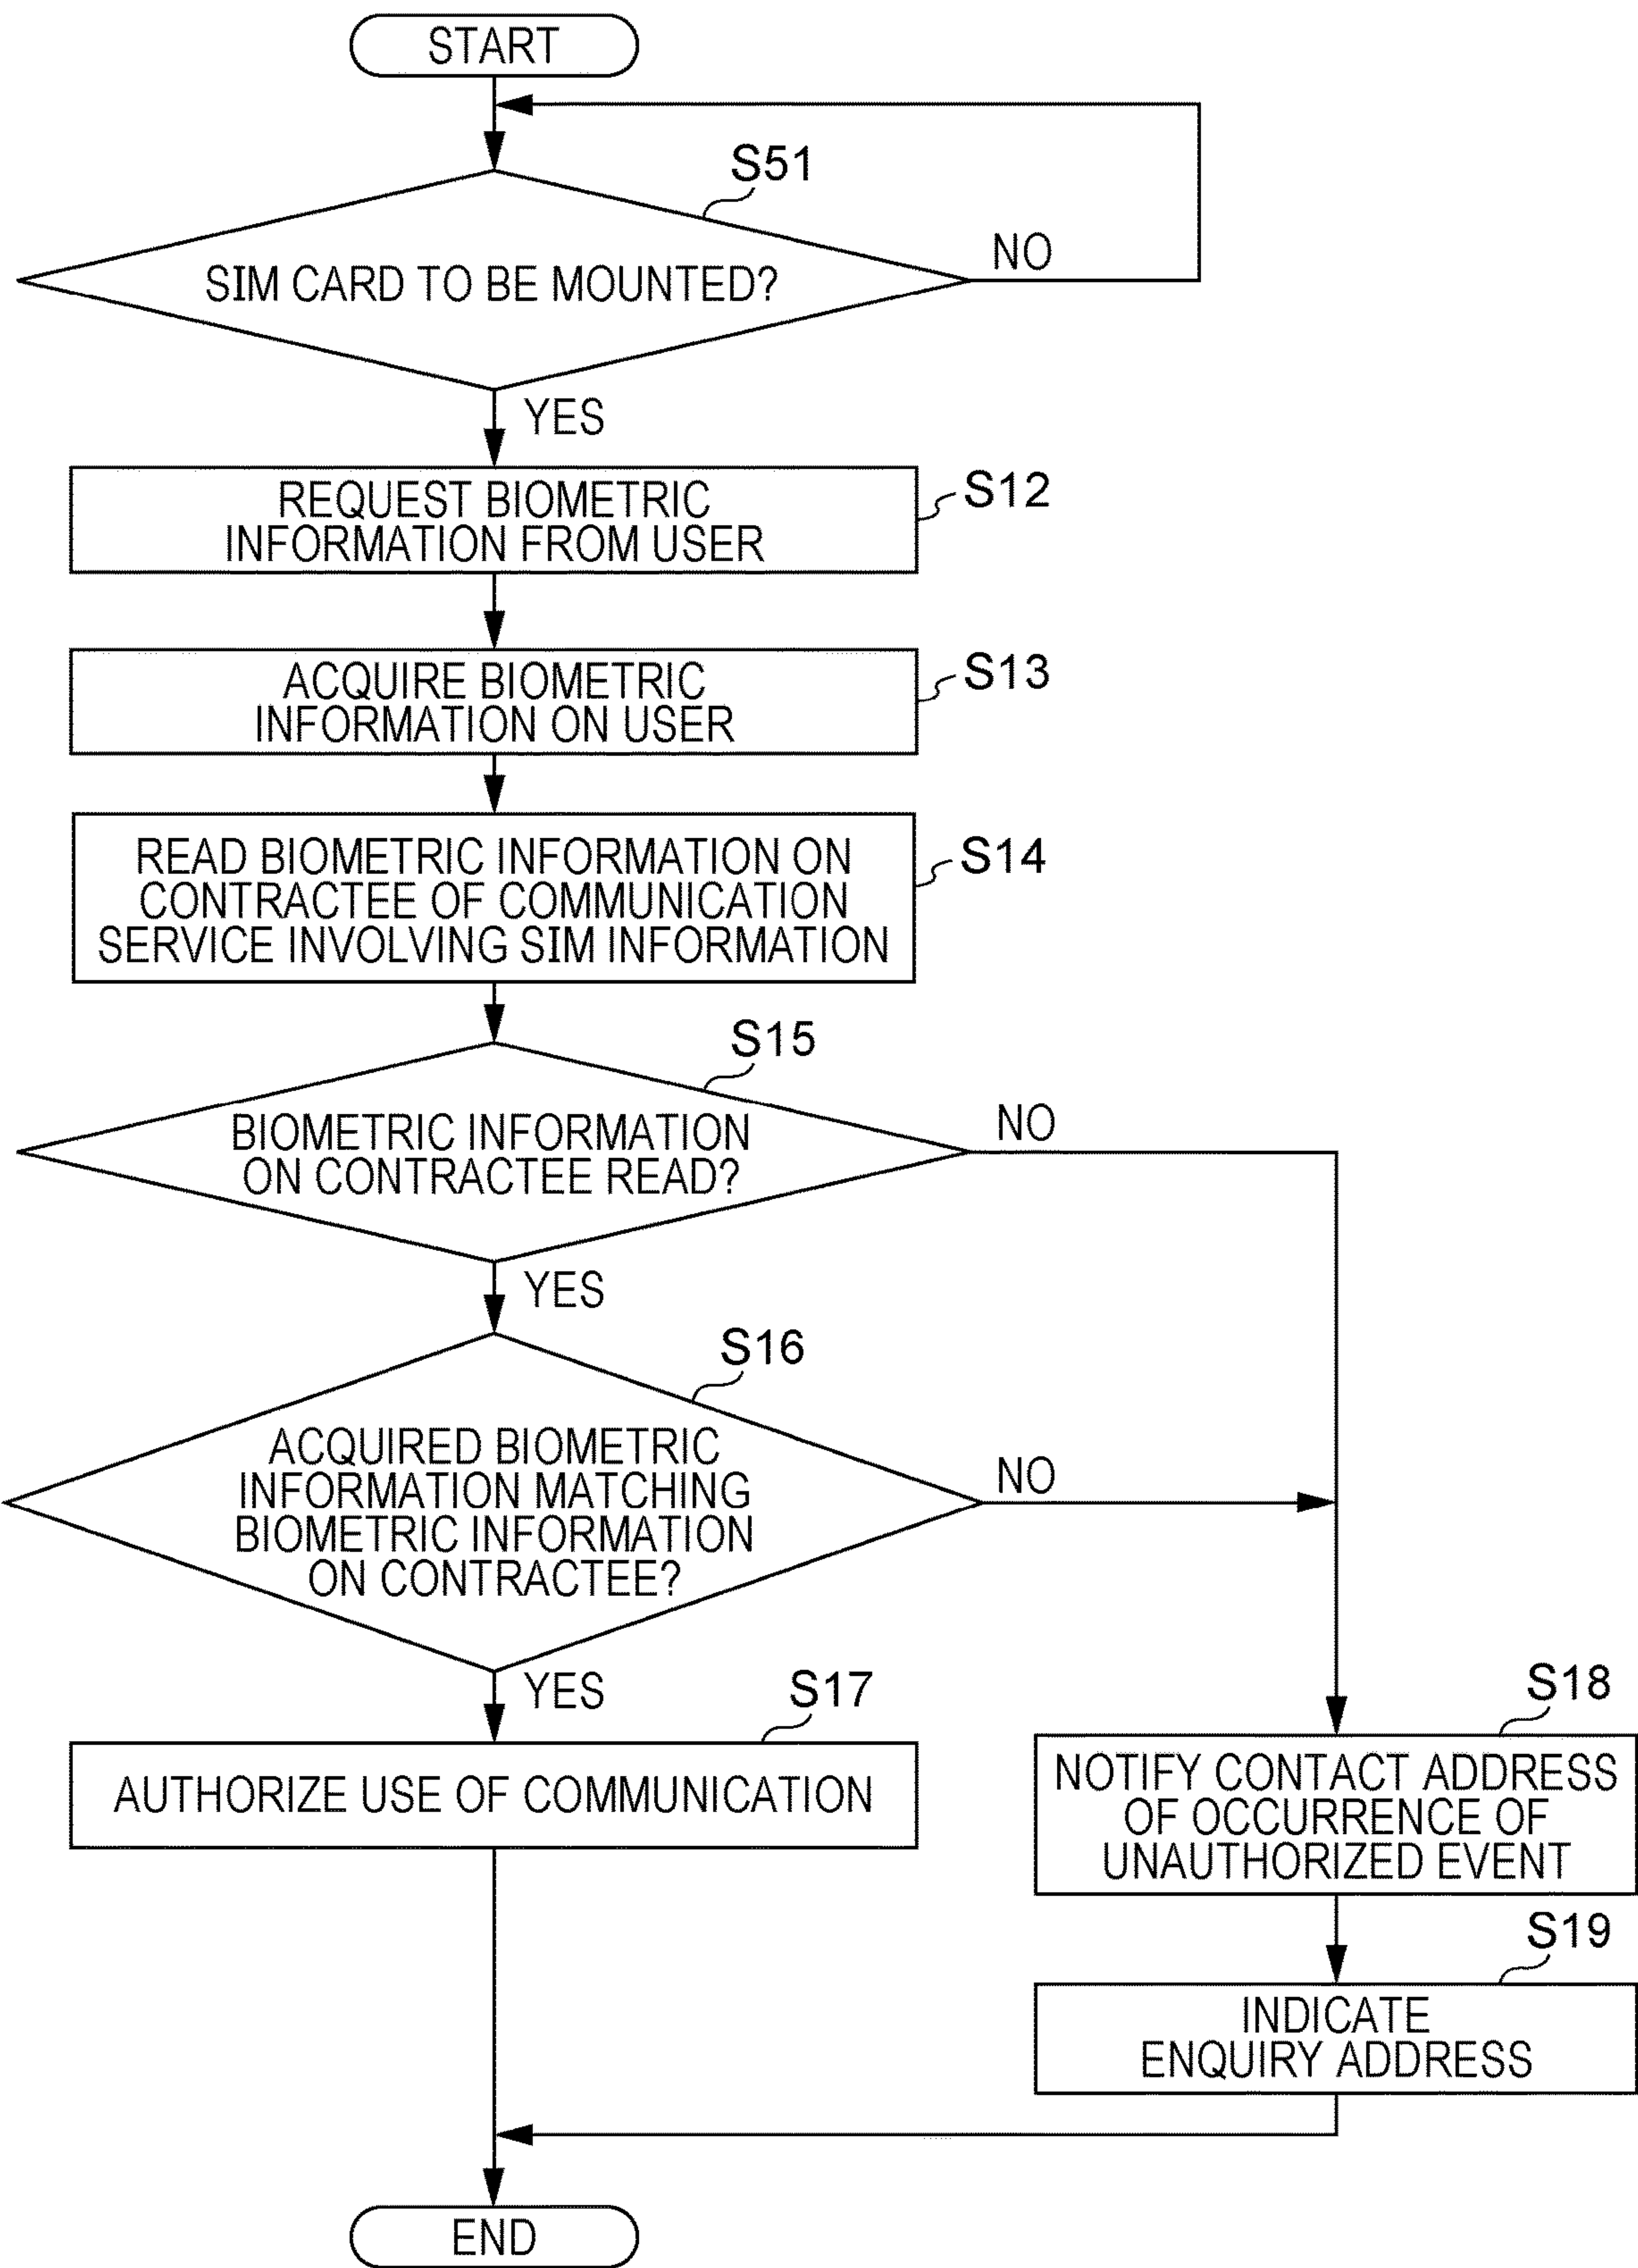 START
S51
SIM CARD TO BE MOUNTED?
NO
YES
REQUEST BIOMETRIC
INFORMATION FROM USER
S12
ACQUIRE BIOMETRIC
INFORMATION ON USER
S13
READ BIOMETRIC INFORMATION ON
CONTRACTEE OF COMMUNICATION
SERVICE INVOLVING SIM INFORMATION
S14
S15
BIOMETRIC INFORMATION
ON CONTRACTEE READ?
NO
YES
S16
ACQUIRED BIOMETRIC
INFORMATION MATCHING
BIOMETRIC INFORMATION
ON CONTRACTEE?
NO
YES
S17
AUTHORIZE USE OF COMMUNICATION
S18
NOTIFY CONTACT ADDRESS
OF OCCURRENCE OF
UNAUTHORIZED EVENT
S19
INDICATE
ENQUIRY ADDRESS
END